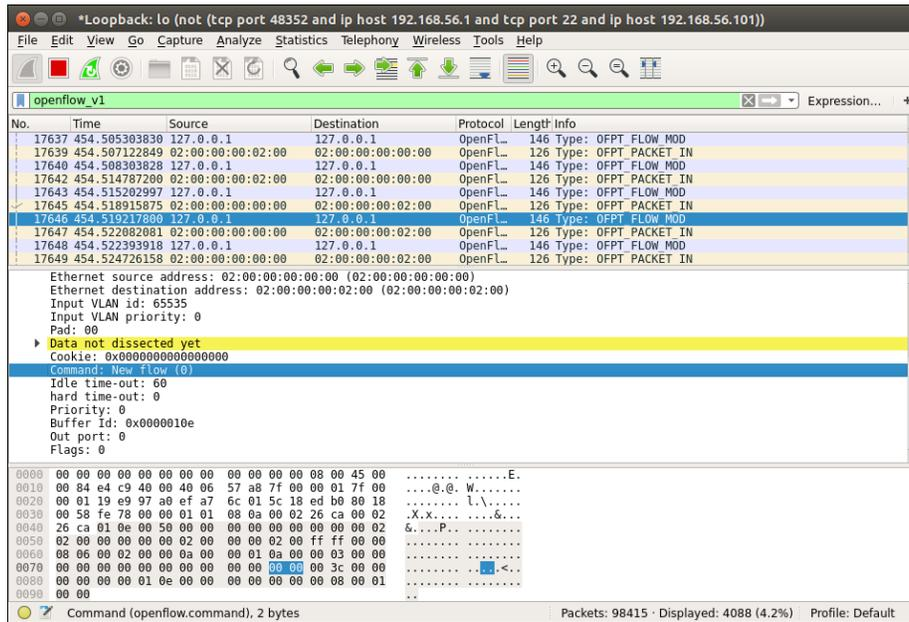 *Loopback: lo (not (tcp port 48352 and ip host 192.168.56.1 and tcp port 22 and ip host 192.168.56.101))
File Edit View Go Capture Analyze Statistics Telephony Wireless Tools Help
openflow_v1 Expression... +
No. Time Source Destination Protocol Length Info
17637 454.505303830 127.0.0.1 127.0.0.1 OpenFl… 146 Type: OFPT_FLOW_MOD
17639 454.507122849 02:00:00:00:02:00 02:00:00:00:00:00 OpenFl… 126 Type: OFPT_PACKET_IN
17640 454.508303828 127.0.0.1 127.0.0.1 OpenFl… 146 Type: OFPT_FLOW_MOD
17642 454.514787200 02:00:00:00:02:00 02:00:00:00:00:00 OpenFl… 126 Type: OFPT_PACKET_IN
17643 454.515202997 127.0.0.1 127.0.0.1 OpenFl… 146 Type: OFPT_FLOW_MOD
17645 454.518915875 02:00:00:00:00:00 02:00:00:00:02:00 OpenFl… 126 Type: OFPT_PACKET_IN
17646 454.519217800 127.0.0.1 127.0.0.1 OpenFl… 146 Type: OFPT_FLOW_MOD
17647 454.522082081 02:00:00:00:00:00 02:00:00:00:02:00 OpenFl… 126 Type: OFPT_PACKET_IN
17648 454.522393918 127.0.0.1 127.0.0.1 OpenFl… 146 Type: OFPT_FLOW_MOD
17649 454.524726158 02:00:00:00:00:00 02:00:00:00:02:00 OpenFl… 126 Type: OFPT_PACKET_IN
Ethernet source address: 02:00:00:00:00:00 (02:00:00:00:00:00)
Ethernet destination address: 02:00:00:00:02:00 (02:00:00:00:02:00)
Input VLAN id: 65535
Input VLAN priority: 0
Pad: 00
Data not dissected yet
Cookie: 0x0000000000000000
Command: New flow (0)
Idle time-out: 60
hard time-out: 0
Priority: 0
Buffer Id: 0x0000010e
Out port: 0
Flags: 0
0000 00 00 00 00 00 00 00 00 00 00 00 00 08 00 45 00 ........ ......E.
0010 00 84 e4 c9 40 00 40 06 57 a8 7f 00 00 01 7f 00 ....@.@. W.......
0020 00 01 19 e9 97 a0 ef a7 6c 01 5c 18 ed b0 80 18 ........ l.\.....
0030 00 58 fe 78 00 00 01 01 08 0a 00 02 26 ca 00 02 .X.x.... ....&...
0040 26 ca 01 0e 00 50 00 00 00 00 00 00 00 00 00 02 &....P.. ........
0050 02 00 00 00 00 00 02 00 00 00 02 00 ff ff 00 00 ........ ........
0060 08 06 00 02 00 00 0a 00 00 01 0a 00 00 03 00 00 ........ ........
0070 00 00 00 00 00 00 00 00 00 00 00 00 00 3c 00 00 ........ .....<..
0080 00 00 00 00 01 0e 00 00 00 00 00 00 00 08 00 01 ........ ........
0090 00 00 ..
Command (openflow.command), 2 bytes Packets: 98415 · Displayed: 4088 (4.2%) Profile: Default